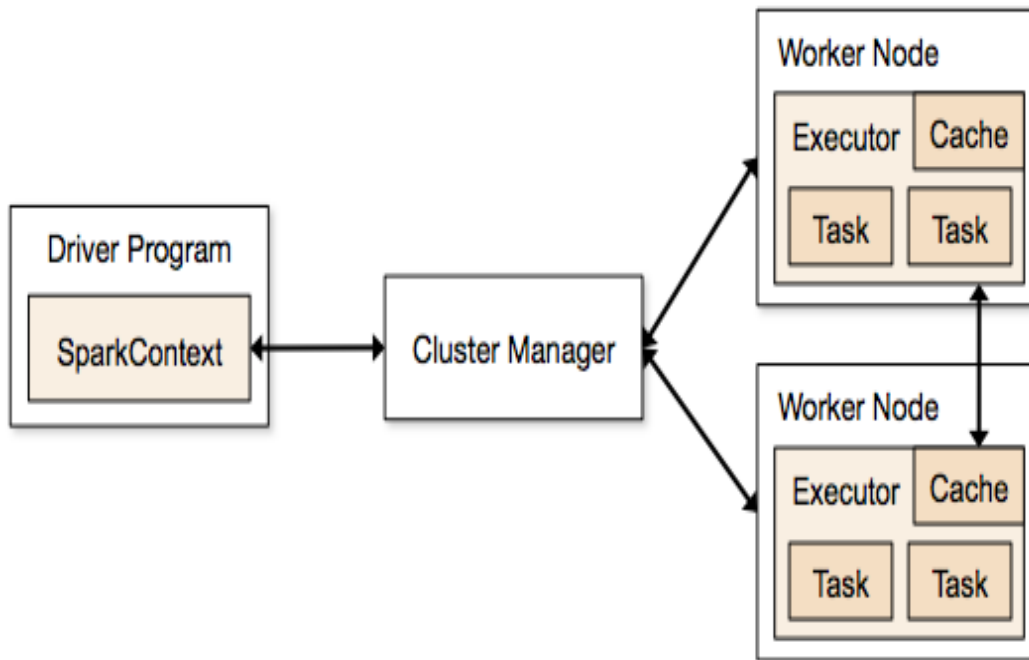 Driver Program
SparkContext
Cluster Manager
Worker Node
Executor
Cache
Task
Task
Worker Node
Executor
Cache
Task
Task